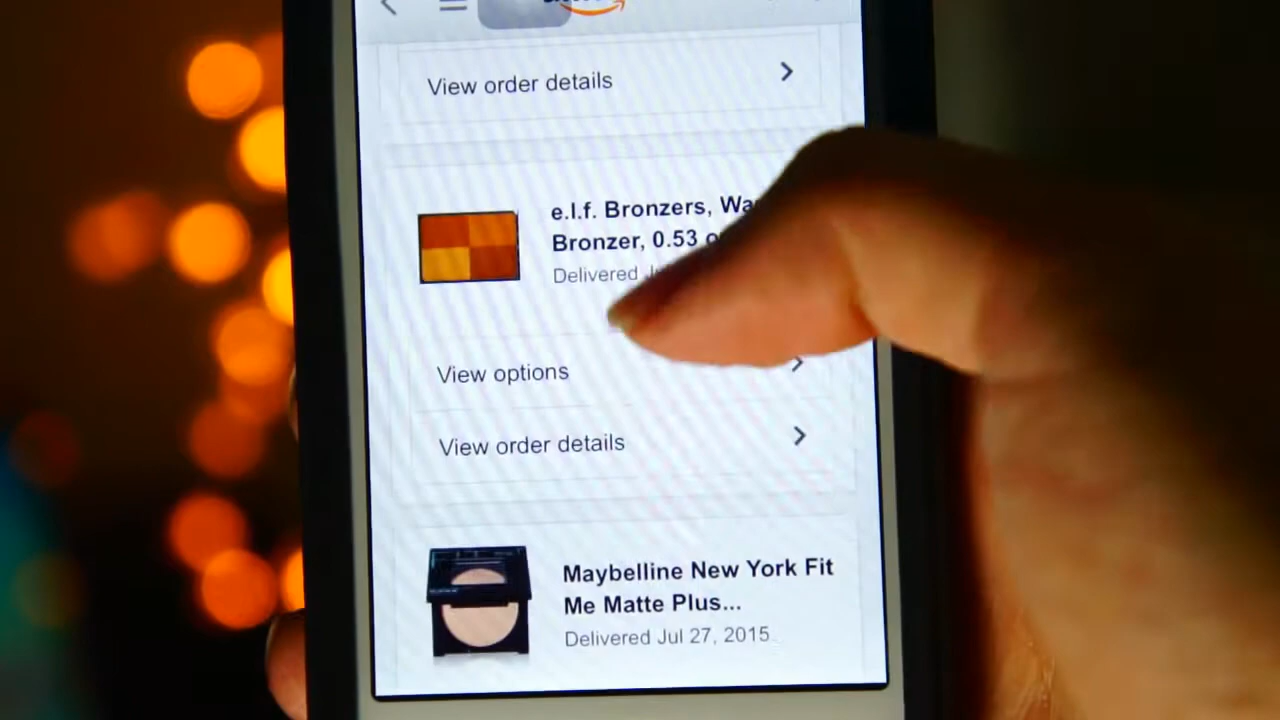 View order details
e.l.f. Bronzers,
Bronzer, 0.53
Delivered
View options
View order details
Maybelline New York Fit
Me Matte Plus...
Delivered Jul 27, 2015